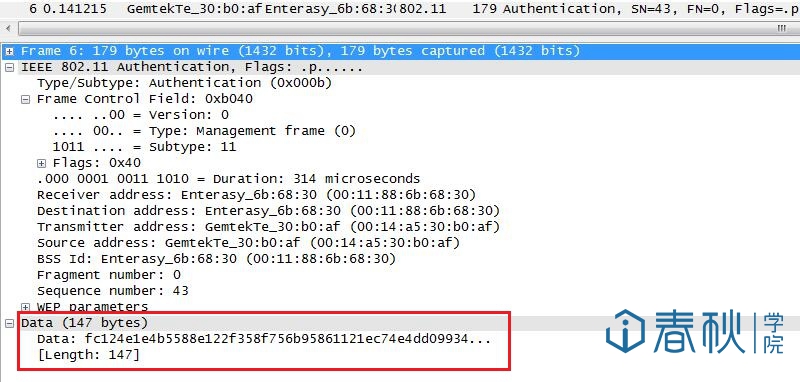 6 0.141215 GemtekTe_30:b0:af Enterasy_6b:68:30 802.11 179 Authentication, SN=43, FN=0, Flags=.p
Frame 6: 179 bytes on wire (1432 bits), 179 bytes captured (1432 bits)
IEEE 802.11 Authentication, Flags: .p......
Type/Subtype: Authentication (0x000b)
Frame Control Field: 0xb040
.... ..00 = Version: 0
.... 00.. = Type: Management frame (0)
1011 .... = Subtype: 11
Flags: 0x40
.000 0001 0011 1010 = Duration: 314 microseconds
Receiver address: Enterasy_6b:68:30 (00:11:88:6b:68:30)
Destination address: Enterasy_6b:68:30 (00:11:88:6b:68:30)
Transmitter address: GemtekTe_30:b0:af (00:14:a5:30:b0:af)
Source address: GemtekTe_30:b0:af (00:14:a5:30:b0:af)
BSS Id: Enterasy_6b:68:30 (00:11:88:6b:68:30)
Fragment number: 0
Sequence number: 43
WEP parameters
Data (147 bytes)
Data: fc124e1e4b5588e122f358f756b95861121ec74e4dd09934...
[Length: 147]
春秋学院